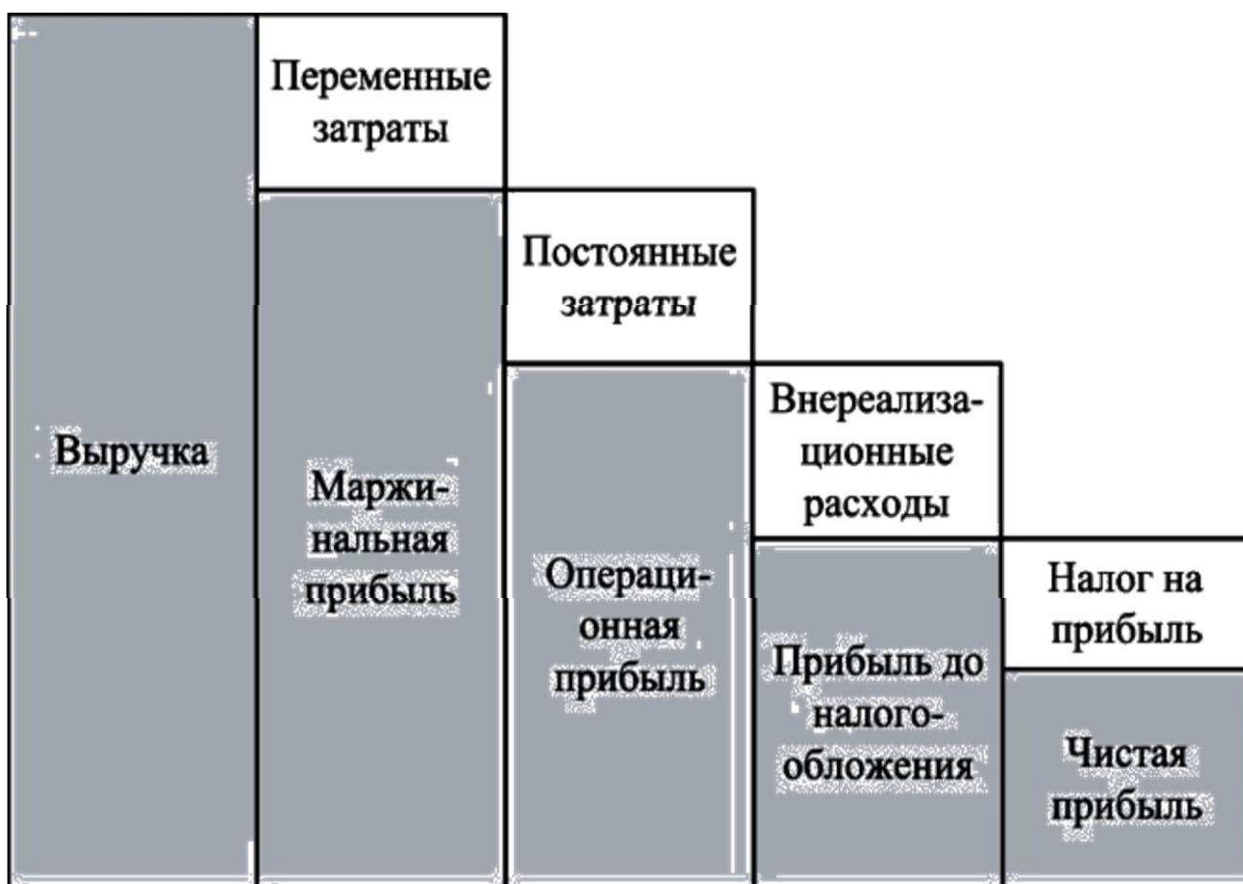 Выручка
Переменные
затраты
Маржи-
нальная
прибыль
Постоянные
затраты
Операци-
онная
прибыль
Внереализа-
ционные
расходы
Прибыль до
налого-
обложения
Налог на
прибыль
Чистая
прибыль